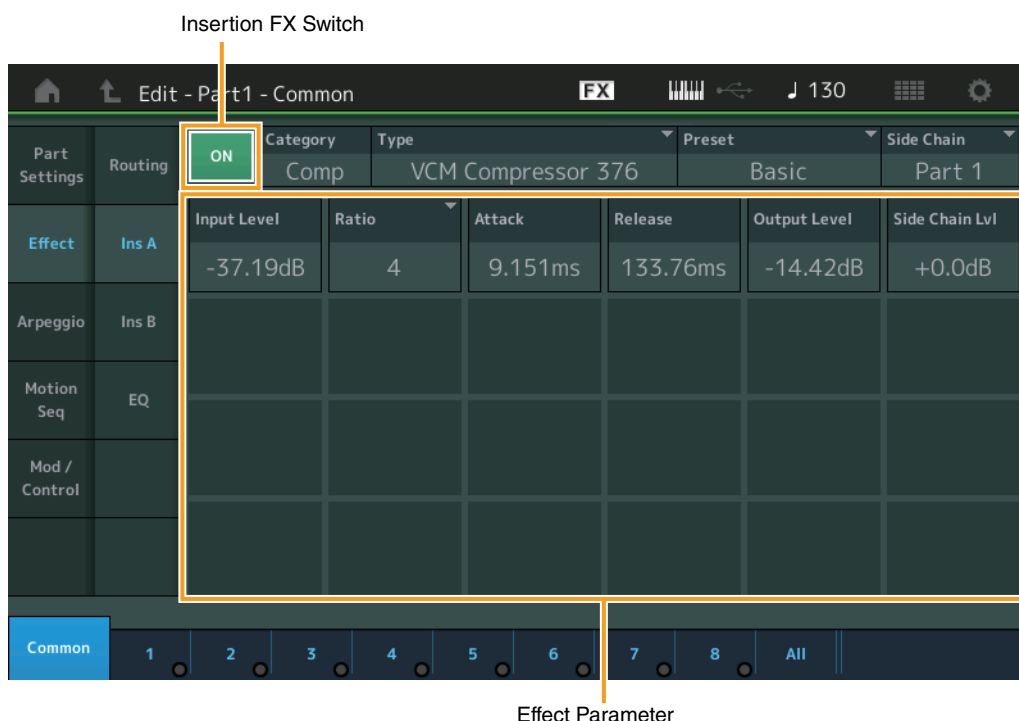 Insertion FX Switch
Edit - Part1 - Common
FX
♩ 130
Part
Settings
Routing
ON
Category
Comp
Type
VCM Compressor 376
Preset
Basic
Side Chain
Part 1
Effect
Ins A
Input Level
-37.19dB
Ratio
4
Attack
9.151ms
Release
133.76ms
Output Level
-14.42dB
Side Chain Lvl
+0.0dB
Arpeggio
Ins B
Motion
Seq
EQ
Mod /
Control
Common
1
2
3
4
5
6
7
8
All
Effect Parameter